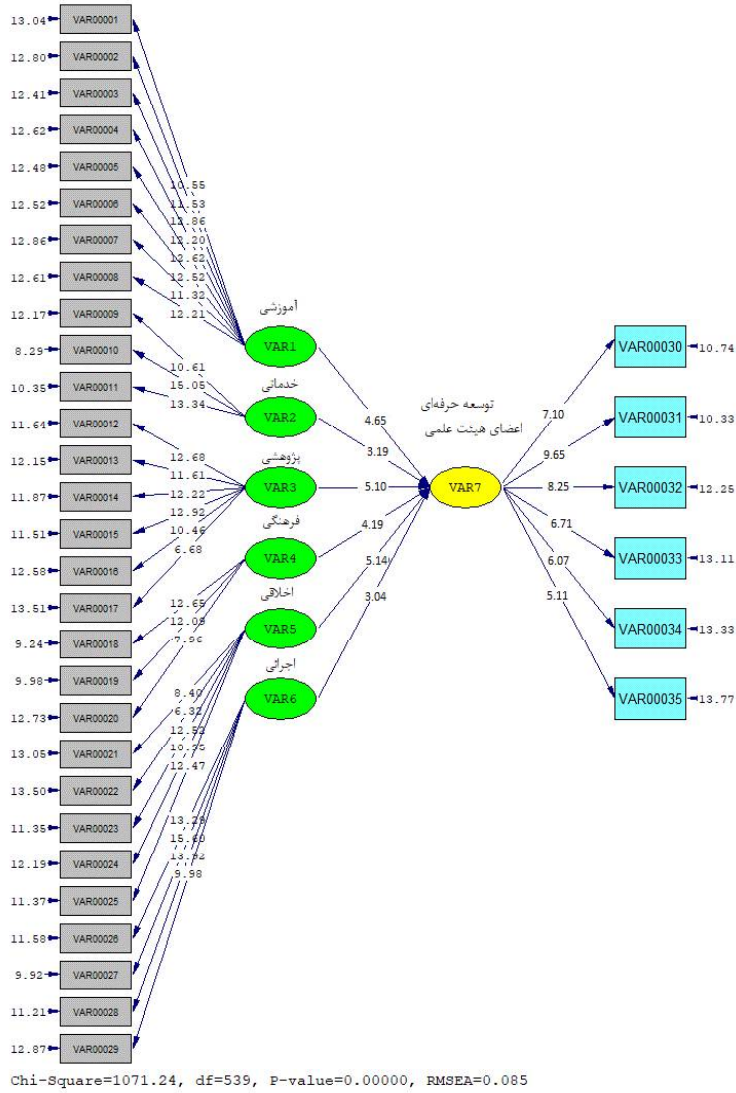 13.04 VAR00001
12.80 VAR00002
12.41 VAR00003
12.62 VAR00004
12.48 VAR00005
12.52 VAR00006
12.86 VAR00007
12.61 VAR00008
12.17 VAR00009
8.29 VAR00010
10.35 VAR00011
11.64 VAR00012
12.15 VAR00013
11.87 VAR00014
11.51 VAR00015
12.58 VAR00016
13.51 VAR00017
9.24 VAR00018
9.98 VAR00019
12.73 VAR00020
13.05 VAR00021
13.50 VAR00022
11.35 VAR00023
12.19 VAR00024
11.37 VAR00025
11.58 VAR00026
9.92 VAR00027
11.21 VAR00028
12.87 VAR00029
10.55
11.53
12.86
12.20
12.62
12.52
11.32
12.21
10.61
15.05
13.34
12.68
11.61
12.22
12.92
10.46
6.68
12.65
12.09
7.96
8.40
6.32
12.52
10.55
12.47
13.29
15.60
13.92
9.98
آموزشی
VAR1
خدماتی
VAR2
پژوهشی
VAR3
فرهنگی
VAR4
اخلاقی
VAR5
اجرائی
VAR6
4.65
3.19
5.10
4.19
5.14
3.04
توسعه حرفه‌ای
اعضای هیئت علمی
VAR7
7.10
9.65
8.25
6.71
6.07
5.11
VAR00030 10.74
VAR00031 10.33
VAR00032 12.25
VAR00033 13.11
VAR00034 13.33
VAR00035 13.77
Chi-Square=1071.24, df=539, P-value=0.00000, RMSEA=0.085